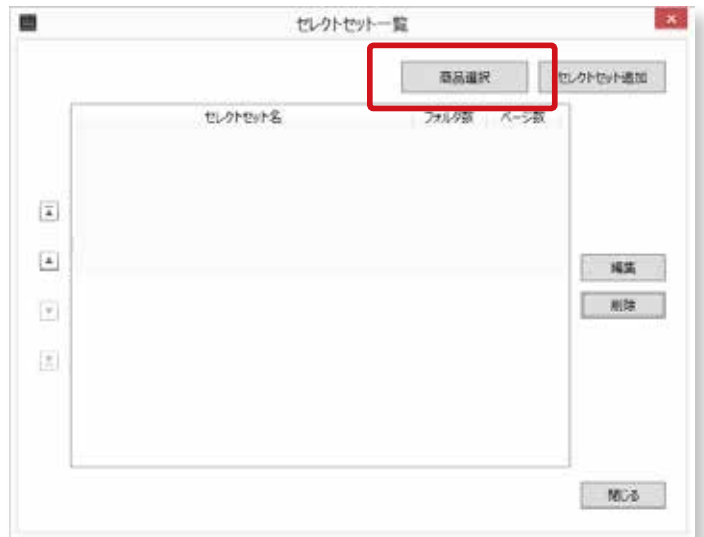 セレクトセット一覧
商品選択
セレクトセット追加
セレクトセット名 フォルダ数 ページ数
編集
削除
閉じる